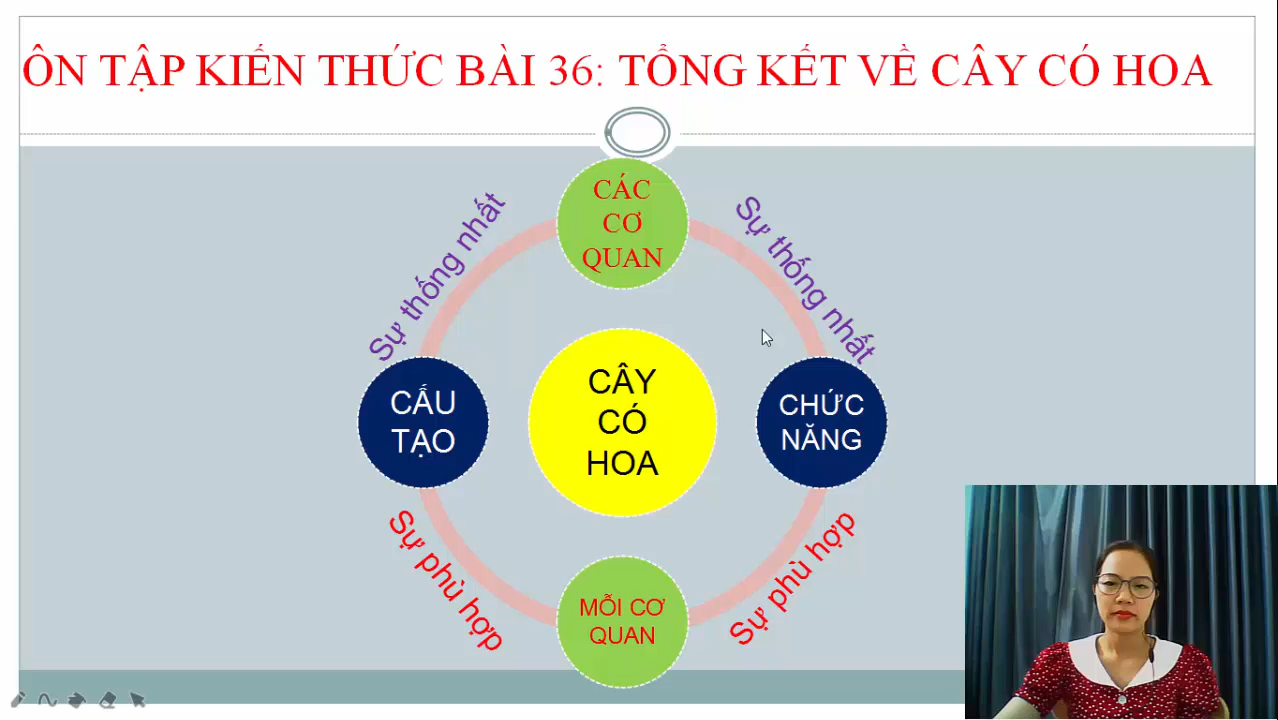 ÔN TẬP KIẾN THỨC BÀI 36: TỔNG KẾT VỀ CÂY CÓ HOA
CÁC
CƠ
QUAN
Sự thống nhất
Sự thống nhất
CẤU
TẠO
CÂY
CÓ
HOA
CHỨC
NĂNG
Sự phù hợp
Sự phù hợp
MỖI CƠ
QUAN